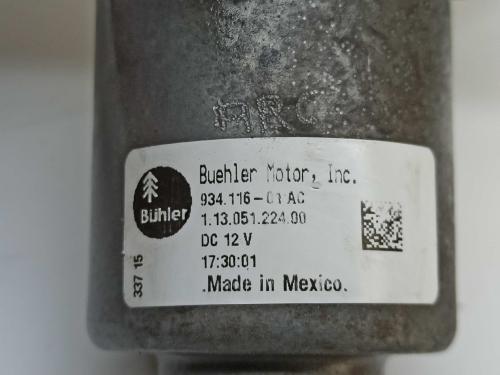 ARC
Buehler Motor, Inc.
Bühler
934.116-01 AC
1.13.051.224.00
DC 12 V
17:30:01
.Made in Mexico.
337 15